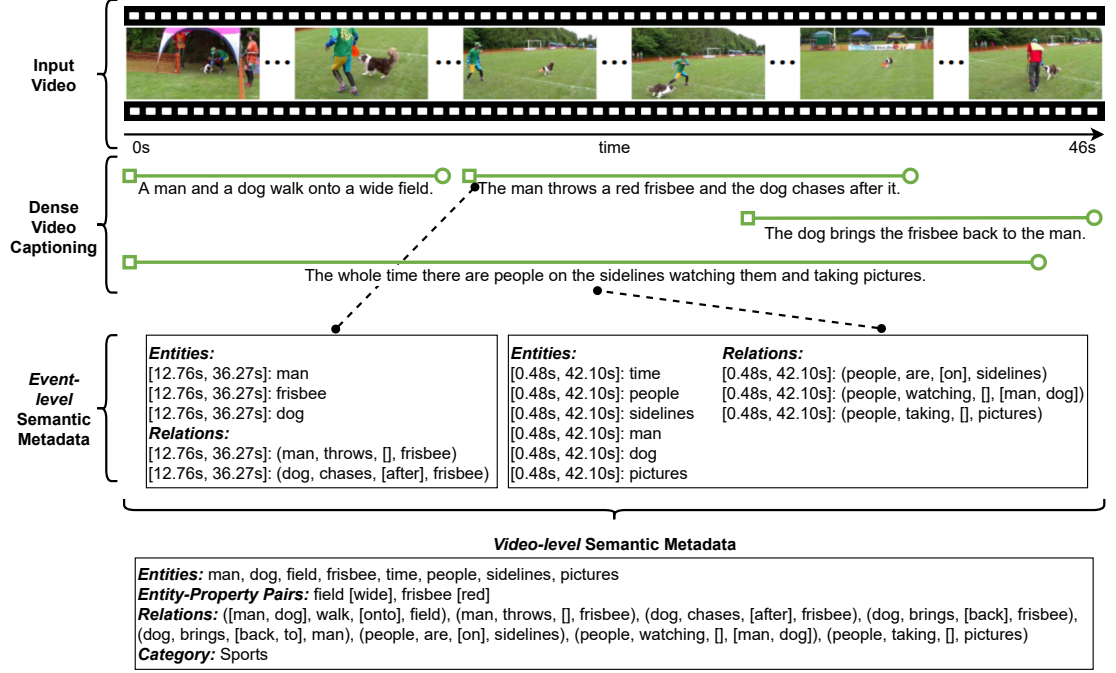 Input
Video
0s time 46s
Dense
Video
Captioning
A man and a dog walk onto a wide field.
The man throws a red frisbee and the dog chases after it.
The dog brings the frisbee back to the man.
The whole time there are people on the sidelines watching them and taking pictures.
Event-
level
Semantic
Metadata
Entities:
[12.76s, 36.27s]: man
[12.76s, 36.27s]: frisbee
[12.76s, 36.27s]: dog
Relations:
[12.76s, 36.27s]: (man, throws, [], frisbee)
[12.76s, 36.27s]: (dog, chases, [after], frisbee)
Entities:
[0.48s, 42.10s]: time
[0.48s, 42.10s]: people
[0.48s, 42.10s]: sidelines
[0.48s, 42.10s]: man
[0.48s, 42.10s]: dog
[0.48s, 42.10s]: pictures
Relations:
[0.48s, 42.10s]: (people, are, [on], sidelines)
[0.48s, 42.10s]: (people, watching, [], [man, dog])
[0.48s, 42.10s]: (people, taking, [], pictures)
Video-level Semantic Metadata
Entities: man, dog, field, frisbee, time, people, sidelines, pictures
Entity-Property Pairs: field [wide], frisbee [red]
Relations: ([man, dog], walk, [onto], field), (man, throws, [], frisbee), (dog, chases, [after], frisbee), (dog, brings, [back], frisbee),
(dog, brings, [back, to], man), (people, are, [on], sidelines), (people, watching, [], [man, dog]), (people, taking, [], pictures)
Category: Sports